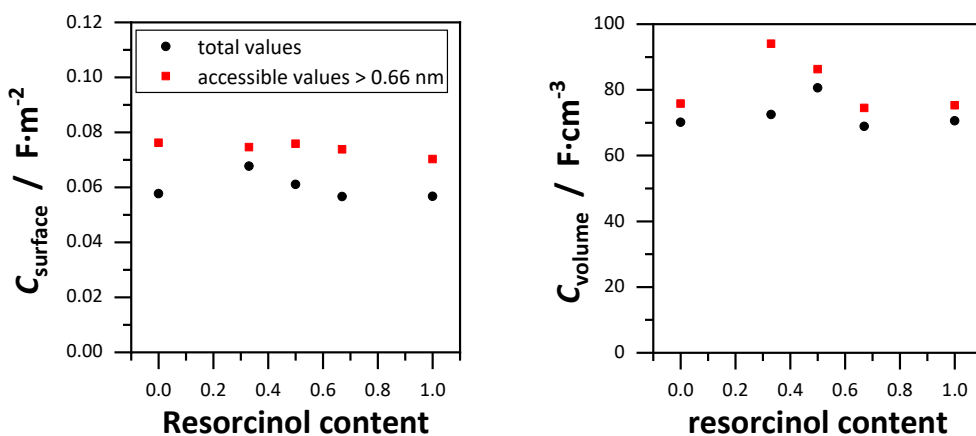 0.12
0.10
0.08
0.06
0.04
0.02
0.00
C_surface / F·m⁻²
total values
accessible values > 0.66 nm
0.0 0.2 0.4 0.6 0.8 1.0
Resorcinol content
100
80
60
40
20
0
C_volume / F·cm⁻³
0.0 0.2 0.4 0.6 0.8 1.0
resorcinol content